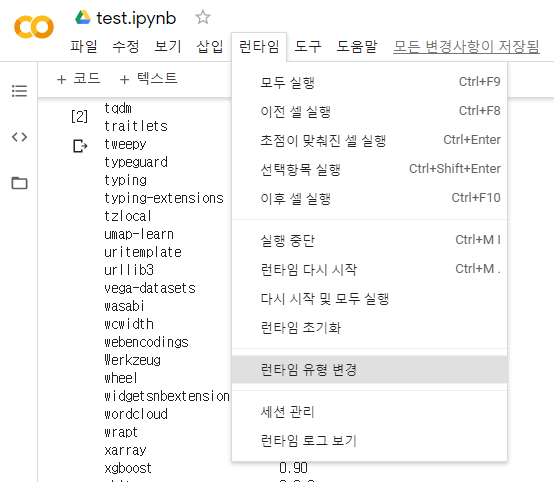 test.ipynb
파일 수정 보기 삽입 런타임 도구 도움말 모든 변경사항이 저장됨
+ 코드 + 텍스트
모두 실행 Ctrl+F9
이전 셀 실행 Ctrl+F8
초점이 맞춰진 셀 실행 Ctrl+Enter
선택항목 실행 Ctrl+Shift+Enter
이후 셀 실행 Ctrl+F10
실행 중단 Ctrl+M I
런타임 다시 시작 Ctrl+M .
다시 시작 및 모두 실행
런타임 초기화
런타임 유형 변경
세션 관리
런타임 로그 보기
[2]
tqdm
traitlets
tweepy
typeguard
typing
typing-extensions
tzlocal
umap-learn
uritemplate
urllib3
vega-datasets
wasabi
wcwidth
webencodings
Werkzeug
wheel
widgetsnbextension
wordcloud
wrapt
xarray
xgboost 0.90